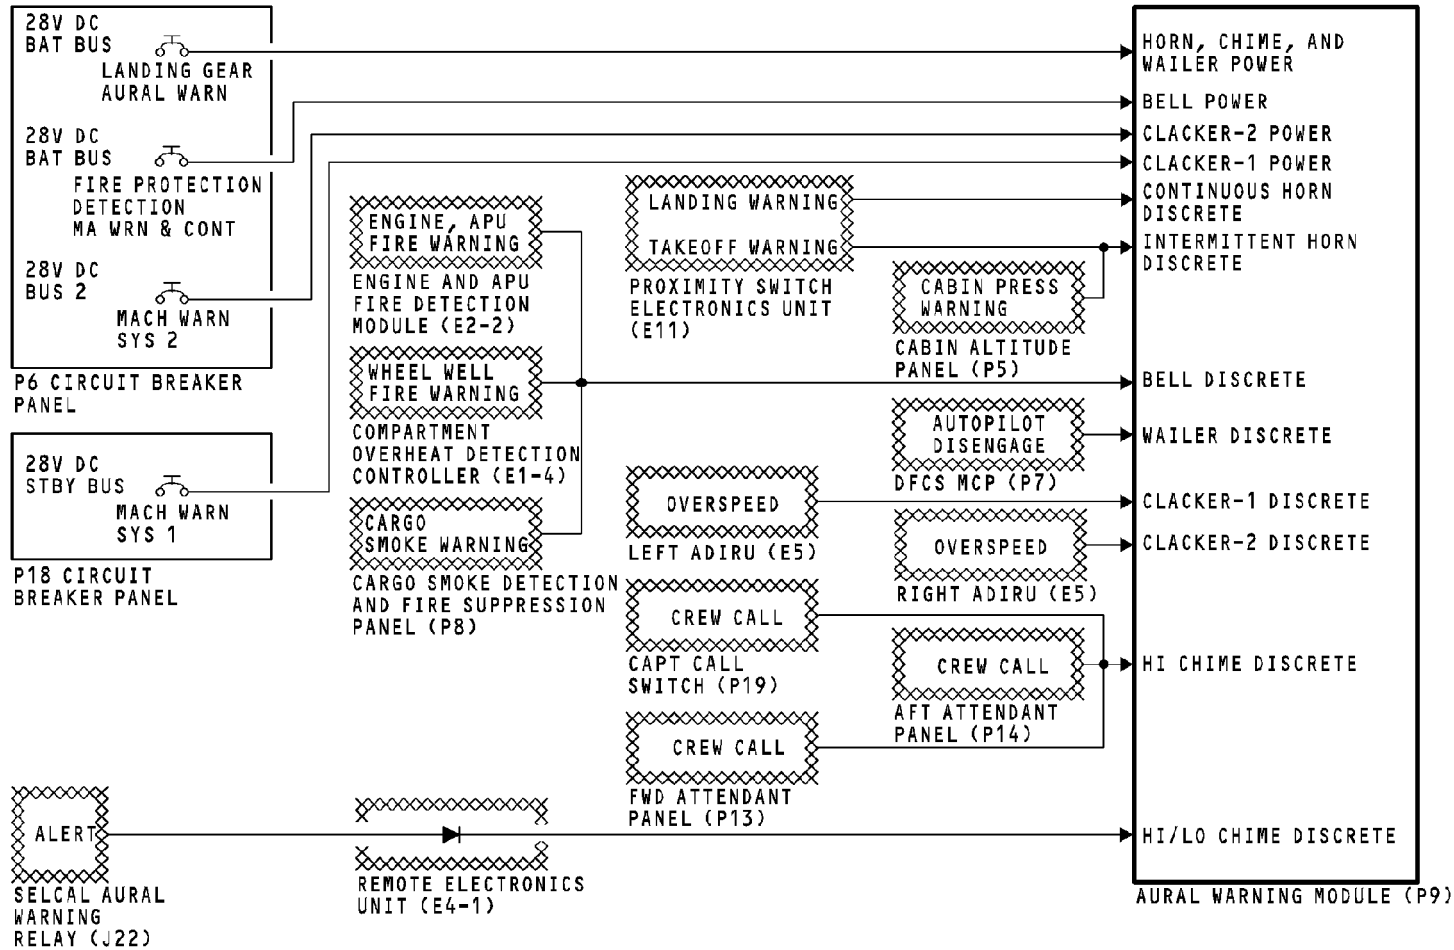 28V DC
BAT BUS
LANDING GEAR
AURAL WARN
28V DC
BAT BUS
FIRE PROTECTION
DETECTION
MA WRN & CONT
28V DC
BUS 2
MACH WARN
SYS 2
P6 CIRCUIT BREAKER
PANEL
28V DC
STBY BUS
MACH WARN
SYS 1
P18 CIRCUIT
BREAKER PANEL
ENGINE, APU
FIRE WARNING
ENGINE AND APU
FIRE DETECTION
MODULE (E2-2)
WHEEL WELL
FIRE WARNING
COMPARTMENT
OVERHEAT DETECTION
CONTROLLER (E1-4)
CARGO
SMOKE WARNING
CARGO SMOKE DETECTION
AND FIRE SUPPRESSION
PANEL (P8)
LANDING WARNING
TAKEOFF WARNING
PROXIMITY SWITCH
ELECTRONICS UNIT
(E11)
CABIN PRESS
WARNING
CABIN ALTITUDE
PANEL (P5)
AUTOPILOT
DISENGAGE
DFCS MCP (P7)
OVERSPEED
LEFT ADIRU (E5)
OVERSPEED
RIGHT ADIRU (E5)
CREW CALL
CAPT CALL
SWITCH (P19)
CREW CALL
AFT ATTENDANT
PANEL (P14)
CREW CALL
FWD ATTENDANT
PANEL (P13)
ALERT
SELCAL AURAL
WARNING
RELAY (J22)
REMOTE ELECTRONICS
UNIT (E4-1)
HORN, CHIME, AND
WAILER POWER
BELL POWER
CLACKER-2 POWER
CLACKER-1 POWER
CONTINUOUS HORN
DISCRETE
INTERMITTENT HORN
DISCRETE
BELL DISCRETE
WAILER DISCRETE
CLACKER-1 DISCRETE
CLACKER-2 DISCRETE
HI CHIME DISCRETE
HI/LO CHIME DISCRETE
AURAL WARNING MODULE (P9)